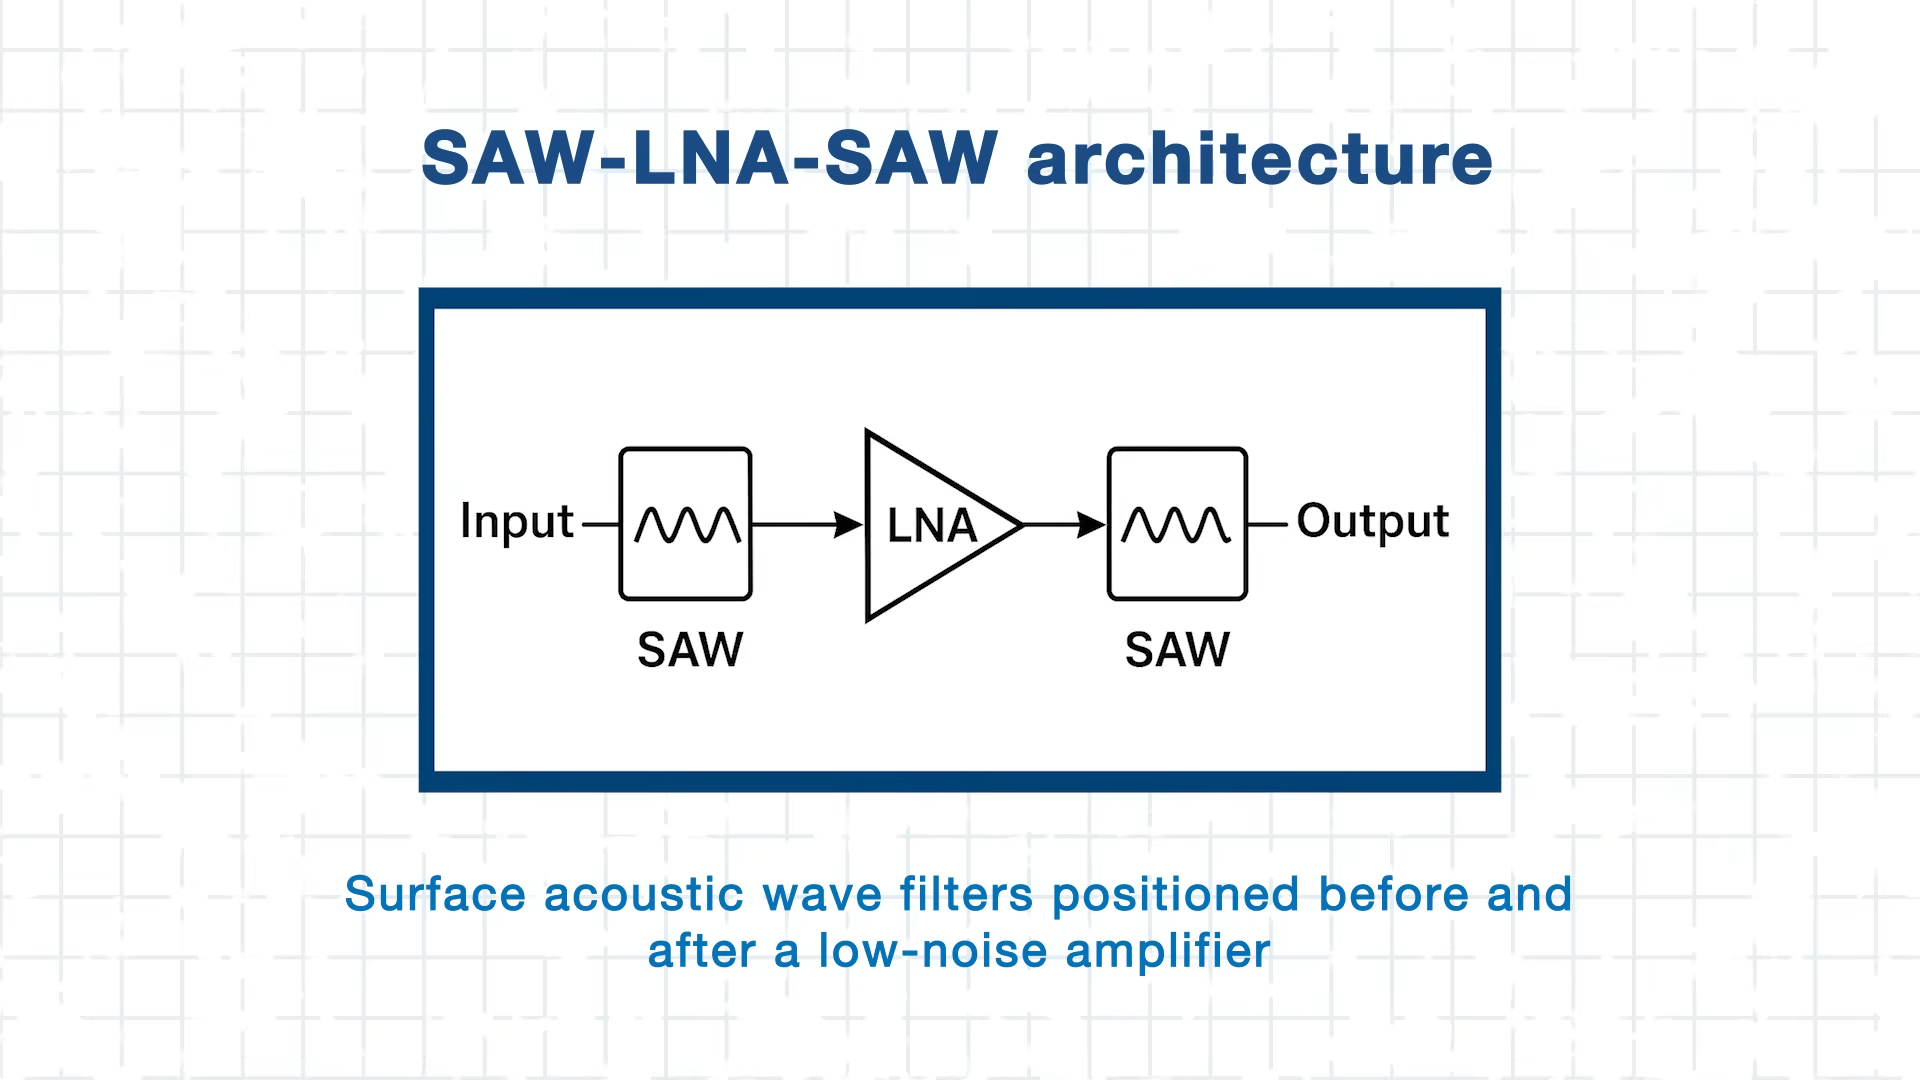 SAW-LNA-SAW architecture
Input
LNA
Output
SAW
SAW
Surface acoustic wave filters positioned before and
after a low-noise amplifier